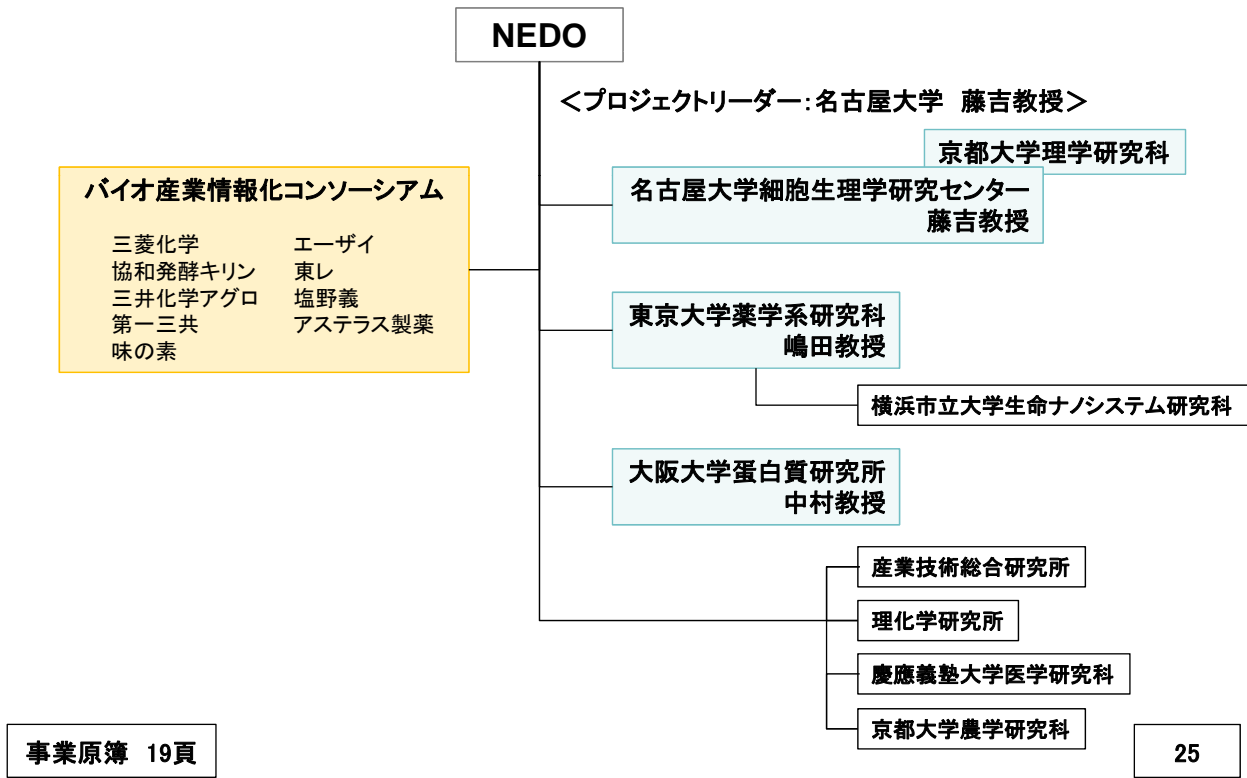 NEDO
＜プロジェクトリーダー：名古屋大学　藤吉教授＞
京都大学理学研究科
名古屋大学細胞生理学研究センター
藤吉教授
バイオ産業情報化コンソーシアム
三菱化学　エーザイ
協和発酵キリン　東レ
三井化学アグロ　塩野義
第一三共　アステラス製薬
味の素
東京大学薬学系研究科
嶋田教授
横浜市立大学生命ナノシステム研究科
大阪大学蛋白質研究所
中村教授
産業技術総合研究所
理化学研究所
慶應義塾大学医学研究科
京都大学農学研究科
事業原簿　19頁
25